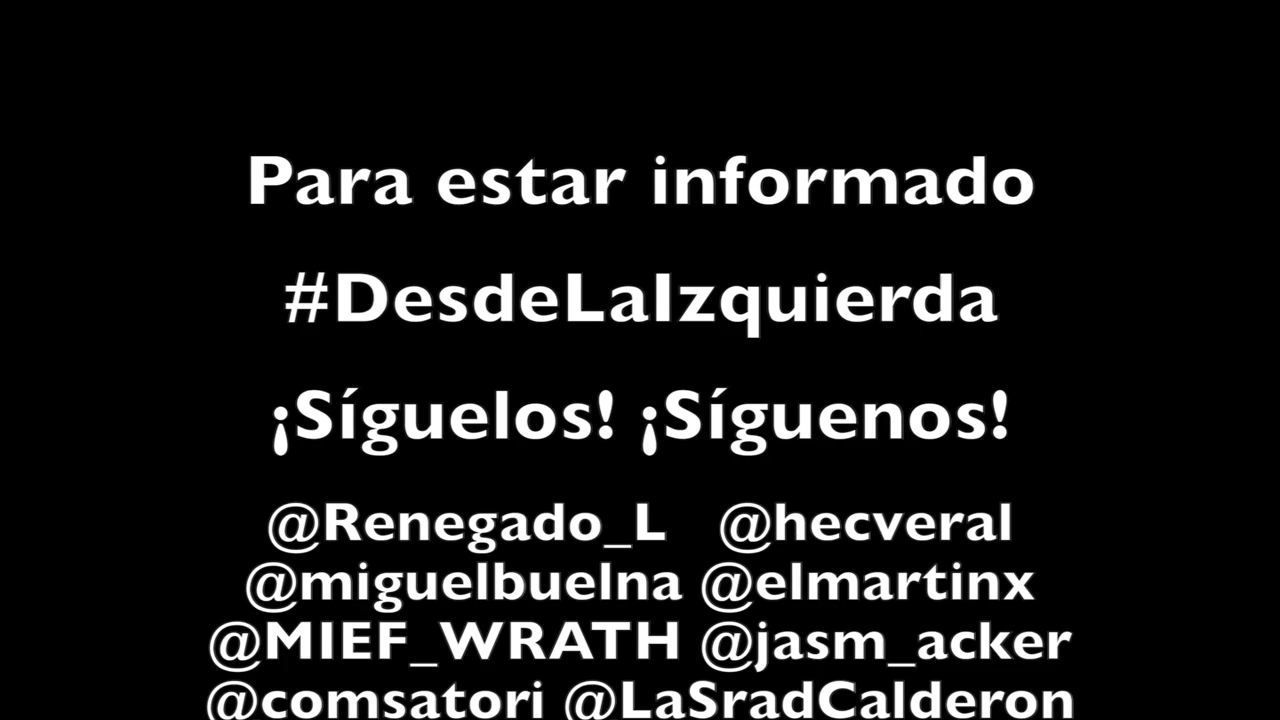 Para estar informado
#DesdeLaIzquierda
¡Síguelos! ¡Síguenos!
@Renegado_L @hecveral
@miguelbuelna @elmartinx
@MIEF_WRATH @jasm_acker
@comsatori @LaSradCalderon